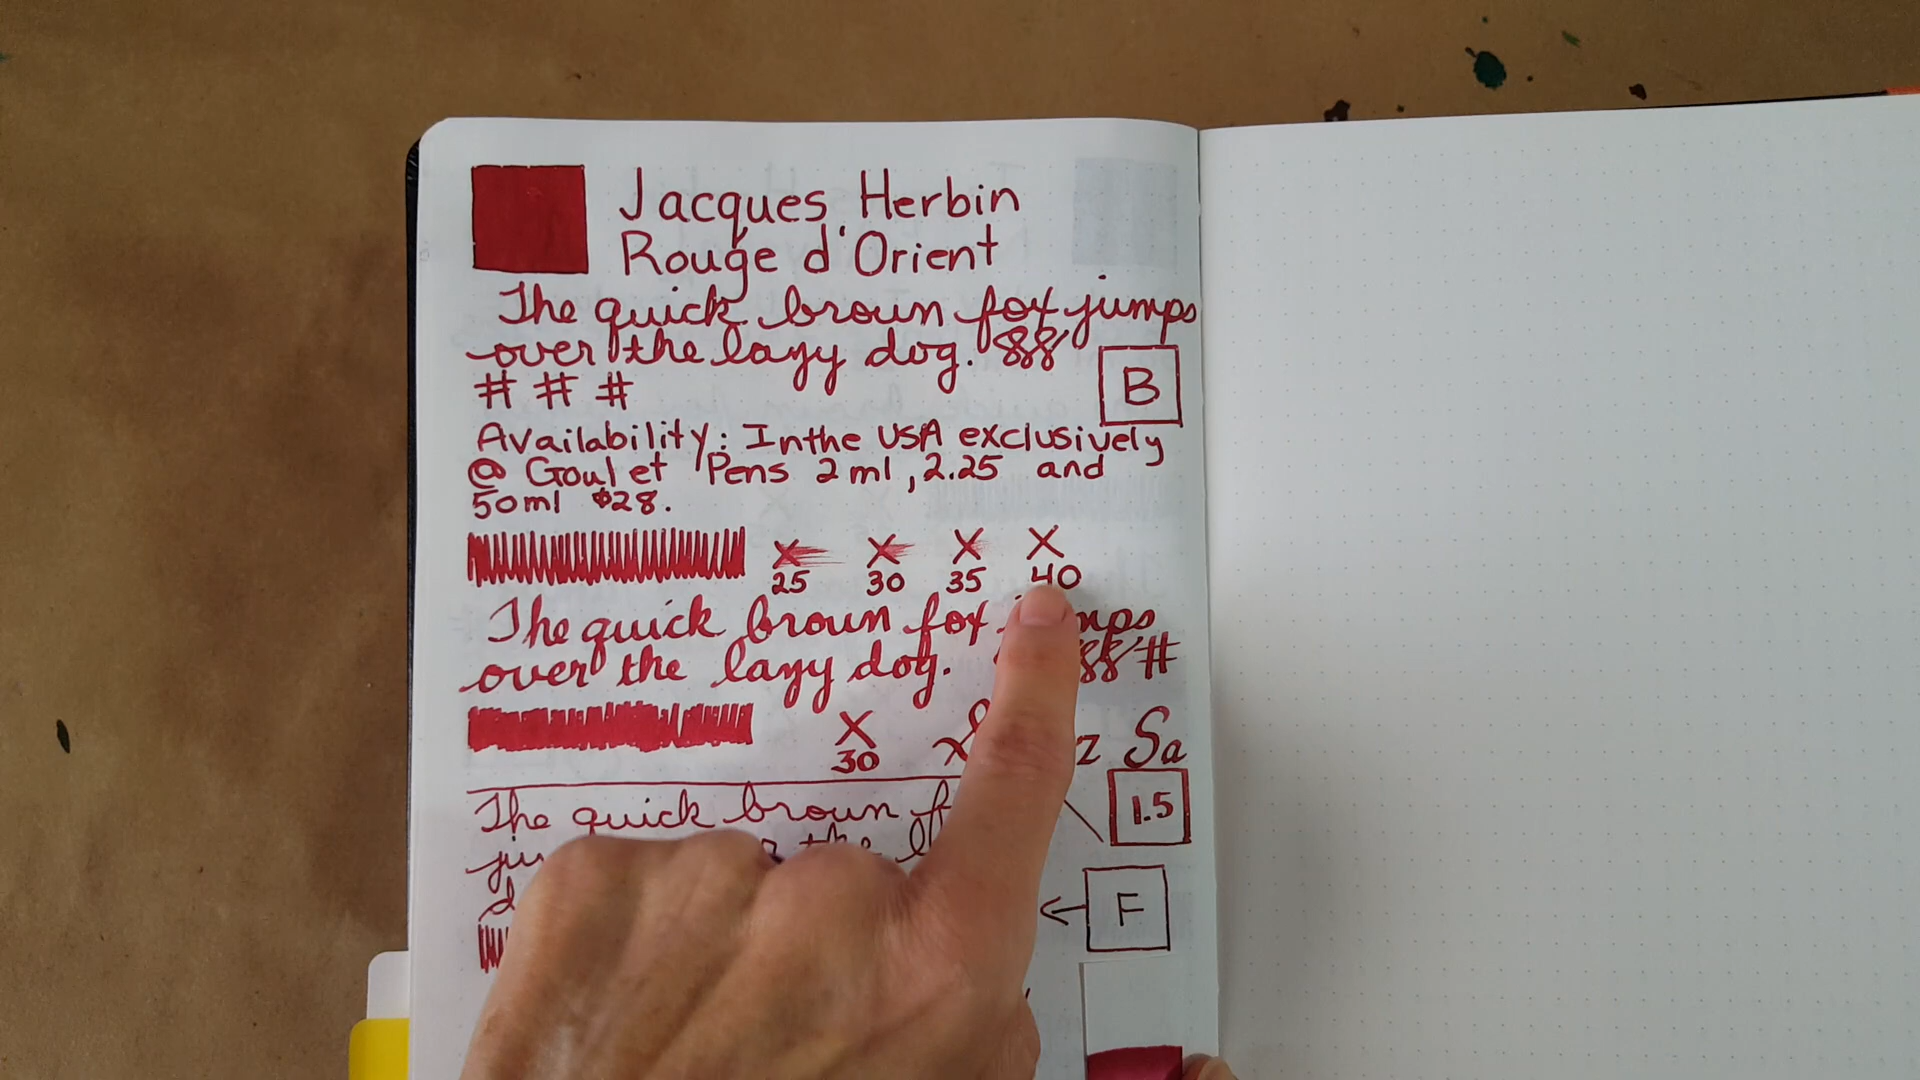 Jacques Herbin
Rouge d'Orient
The quick brown fox jumps
over the lazy dog. 888
# # #
B
Availability: In the USA exclusively
@ Goulet Pens 2ml, 2.25 and
50ml $28.
X X X X
25 30 35 40
The quick brown fox
over the lazy dog. 88 #
X
30
z Sa
1.5
The quick brown
the
F